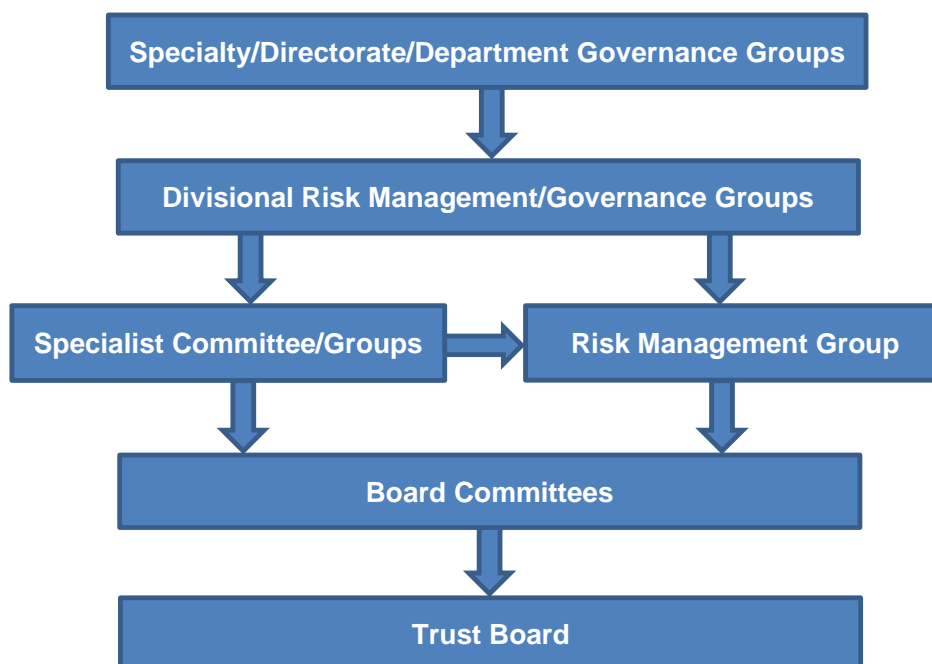 Specialty/Directorate/Department Governance Groups
Divisional Risk Management/Governance Groups
Specialist Committee/Groups
Risk Management Group
Board Committees
Trust Board